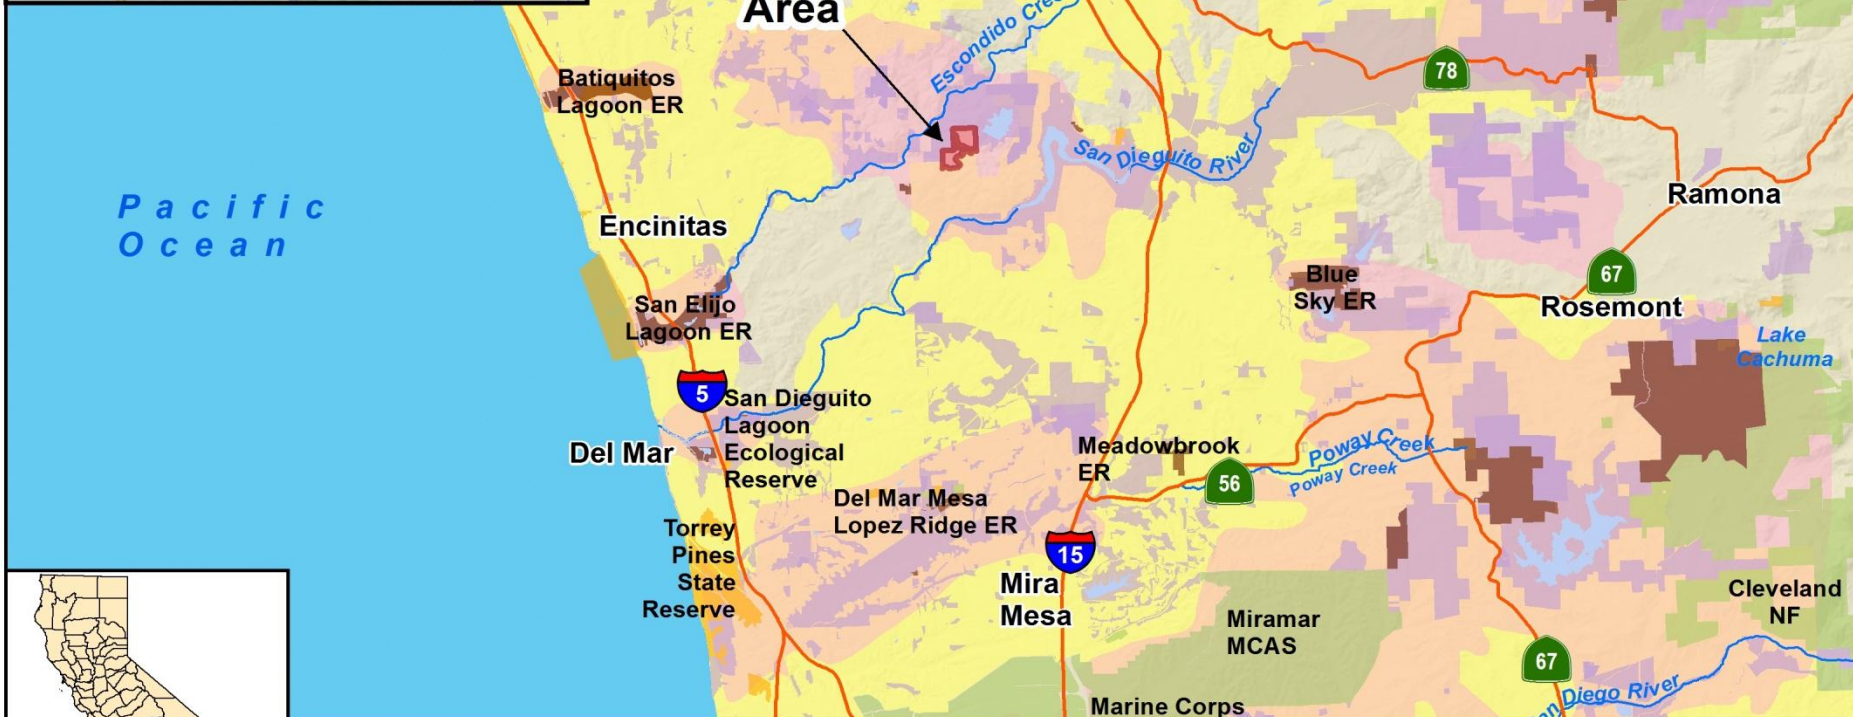 Area
Escondido Cree
Batiquitos
Lagoon ER
78
San Dieguito River
Pacific
Ocean
Encinitas
Ramona
67
Blue
Sky ER
Rosemont
San Elijo
Lagoon ER
Lake
Cachuma
5
San Dieguito
Lagoon
Ecological
Reserve
Del Mar
Meadowbrook
ER
Poway Creek
Poway Creek
56
Del Mar Mesa
Lopez Ridge ER
Torrey
Pines
State
Reserve
15
Mira
Mesa
Miramar
MCAS
Cleveland
NF
67
an Diego River
Marine Corps